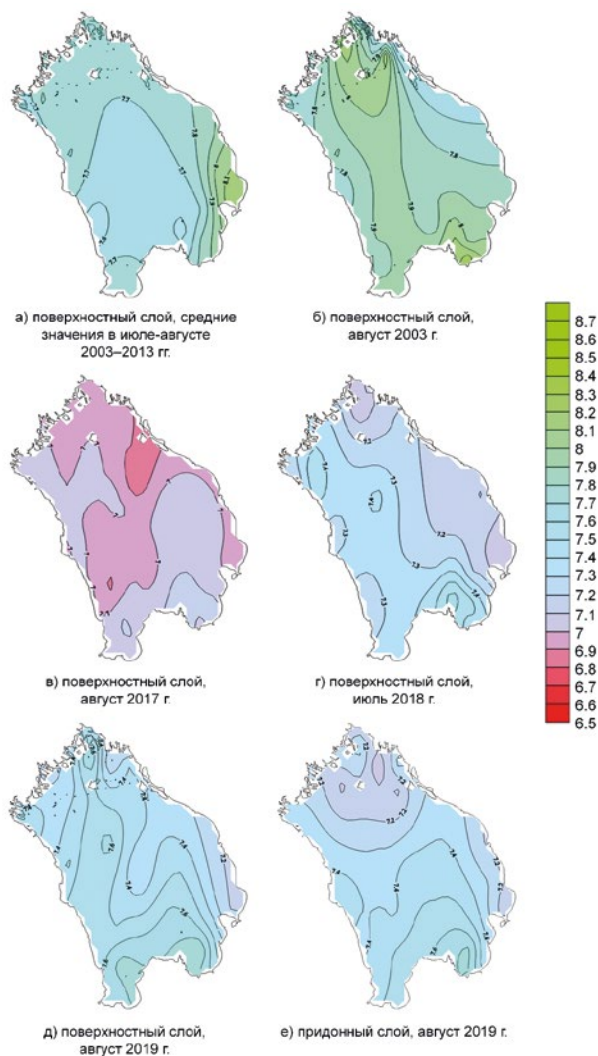 а) поверхностный слой, средние
значения в июле-августе
2003–2013 гг.
б) поверхностный слой,
август 2003 г.
в) поверхностный слой,
август 2017 г.
г) поверхностный слой,
июль 2018 г.
д) поверхностный слой,
август 2019 г.
е) придонный слой, август 2019 г.
8.7
8.6
8.5
8.4
8.3
8.2
8.1
8
7.9
7.8
7.7
7.6
7.5
7.4
7.3
7.2
7.1
7
6.9
6.8
6.7
6.6
6.5